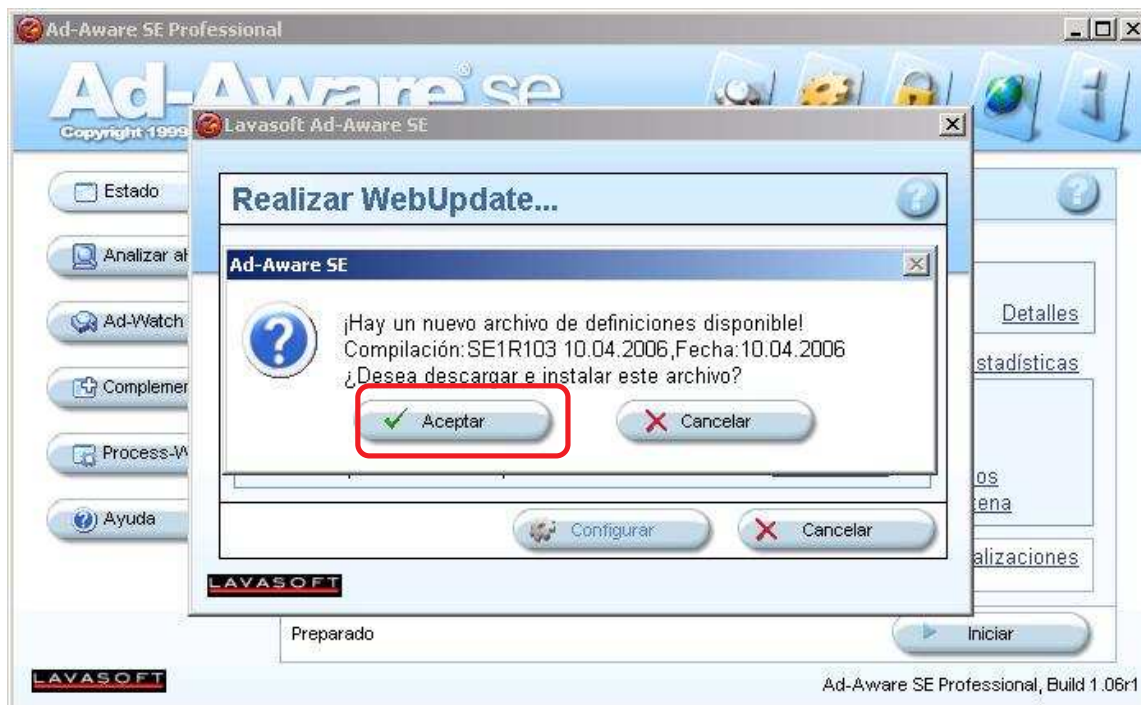 Ad-Aware SE Professional
Ad-Aware SE
Copyright 1999
Lavasoft Ad-Aware SE
Realizar WebUpdate...
Ad-Aware SE
¡Hay un nuevo archivo de definiciones disponible!
Compilación:SE1R103 10.04.2006,Fecha:10.04.2006
¿Desea descargar e instalar este archivo?
Aceptar
Cancelar
Configurar
Cancelar
LAVASOFT
Estado
Analizar ah
Ad-Watch
Complemen
Process-W
Ayuda
Detalles
stadísticas
os
ena
alizaciones
Preparado
Iniciar
LAVASOFT
Ad-Aware SE Professional, Build 1.06r1